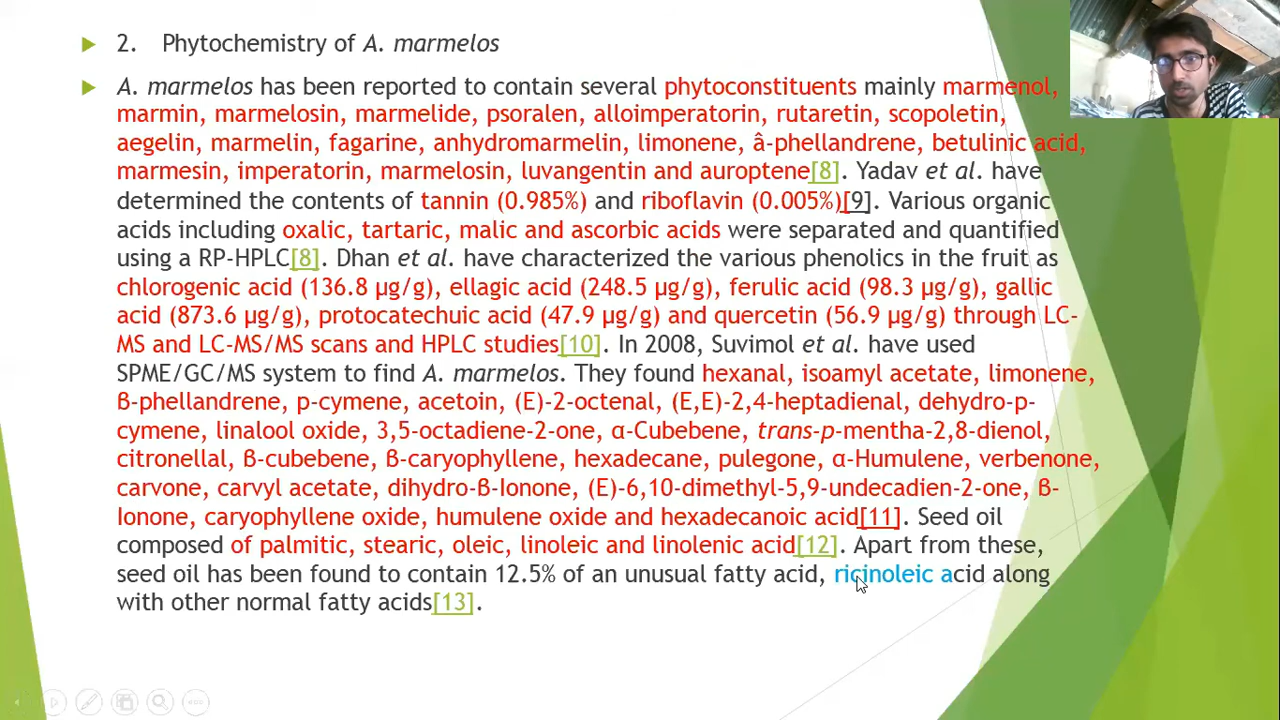 2. Phytochemistry of A. marmelos
A. marmelos has been reported to contain several phytoconstituents mainly marmenol,
marmin, marmelosin, marmelide, psoralen, alloimperatorin, rutaretin, scopoletin,
aegelin, marmelin, fagarine, anhydromarmelin, limonene, â-phellandrene, betulinic acid,
marmesin, imperatorin, marmelosin, luvangentin and auroptene[8]. Yadav et al. have
determined the contents of tannin (0.985%) and riboflavin (0.005%)[9]. Various organic
acids including oxalic, tartaric, malic and ascorbic acids were separated and quantified
using a RP-HPLC[8]. Dhan et al. have characterized the various phenolics in the fruit as
chlorogenic acid (136.8 µg/g), ellagic acid (248.5 µg/g), ferulic acid (98.3 µg/g), gallic
acid (873.6 µg/g), protocatechuic acid (47.9 µg/g) and quercetin (56.9 µg/g) through LC-
MS and LC-MS/MS scans and HPLC studies[10]. In 2008, Suvimol et al. have used
SPME/GC/MS system to find A. marmelos. They found hexanal, isoamyl acetate, limonene,
ß-phellandrene, p-cymene, acetoin, (E)-2-octenal, (E,E)-2,4-heptadienal, dehydro-p-
cymene, linalool oxide, 3,5-octadiene-2-one, α-Cubebene, trans-p-mentha-2,8-dienol,
citronellal, ß-cubebene, ß-caryophyllene, hexadecane, pulegone, α-Humulene, verbenone,
carvone, carvyl acetate, dihydro-ß-Ionone, (E)-6,10-dimethyl-5,9-undecadien-2-one, ß-
Ionone, caryophyllene oxide, humulene oxide and hexadecanoic acid[11]. Seed oil
composed of palmitic, stearic, oleic, linoleic and linolenic acid[12]. Apart from these,
seed oil has been found to contain 12.5% of an unusual fatty acid, ricinoleic acid along
with other normal fatty acids[13].